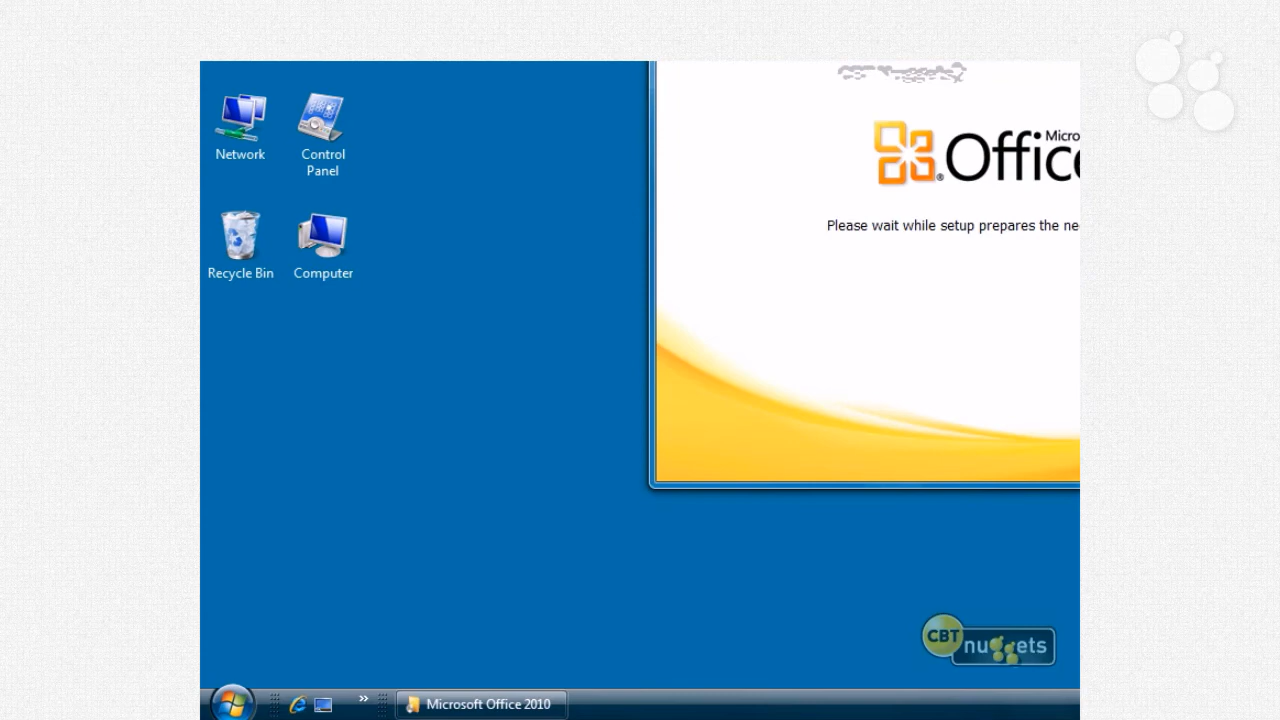 Network
Control
Panel
Recycle Bin
Computer
Micro
Office
Please wait while setup prepares the ne
CBT
nuggets
Microsoft Office 2010